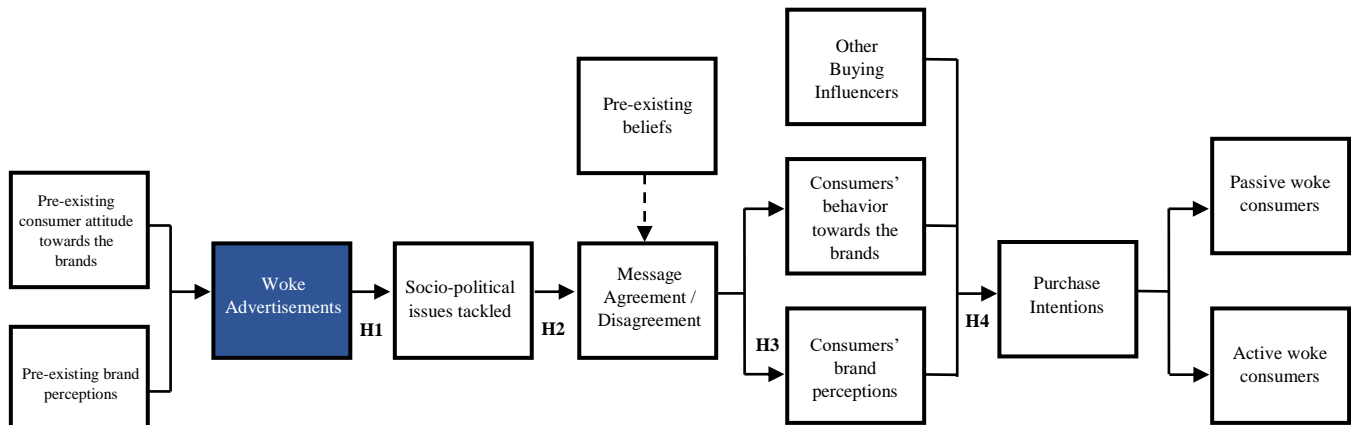 Pre-existing
consumer attitude
towards the
brands
Pre-existing brand
perceptions
Woke
Advertisements
H1
Socio-political
issues tackled
H2
Pre-existing
beliefs
Message
Agreement /
Disagreement
H3
Other
Buying
Influencers
Consumers’
behavior
towards the
brands
Consumers’
brand
perceptions
H4
Purchase
Intentions
Passive woke
consumers
Active woke
consumers